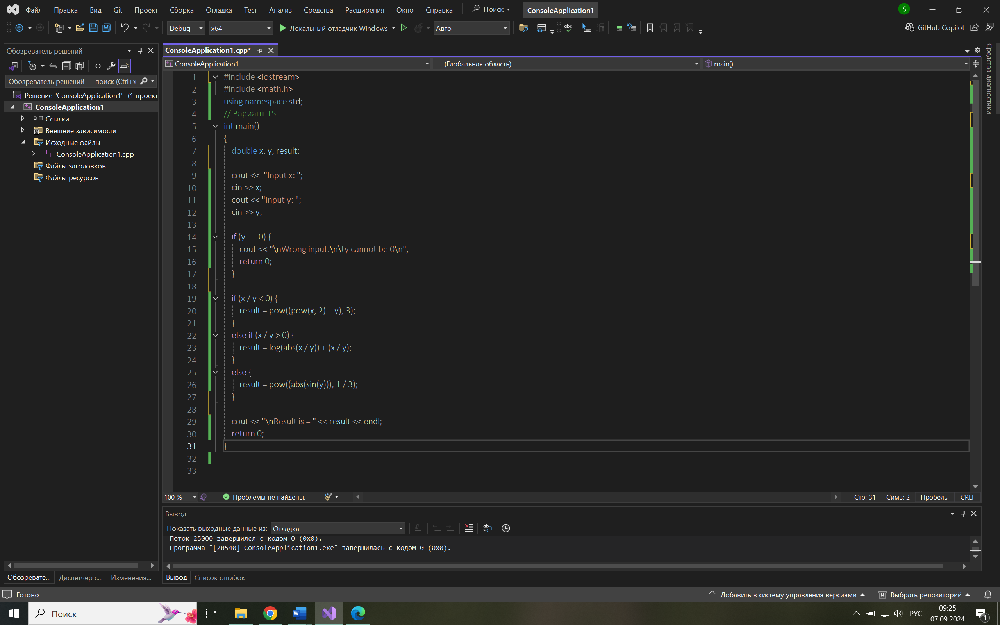 Файл Правка Вид Git Проект Сборка Отладка Тест Анализ Средства Расширения Окно Справка Поиск ConsoleApplication1 S
Debug x64 Локальный отладчик Windows Авто GitHub Copilot
Обозреватель решений
Обозреватель решений — поиск (Ctrl+ж
Решение "ConsoleApplication1" (1 проект
ConsoleApplication1
Ссылки
Внешние зависимости
Исходные файлы
ConsoleApplication1.cpp
Файлы заголовков
Файлы ресурсов
ConsoleApplication1.cpp*
ConsoleApplication1 (Глобальная область) main()
Средства диагностики
1 #include <iostream>
2 #include <math.h>
3 using namespace std;
4 // Вариант 15
5 int main()
6 {
7 double x, y, result;
8
9 cout << "Input x: ";
10 cin >> x;
11 cout << "Input y: ";
12 cin >> y;
13
14 if (y == 0) {
15 cout << "\nWrong input:\n\ty cannot be 0\n";
16 return 0;
17 }
18
19 if (x / y < 0) {
20 result = pow((pow(x, 2) + y), 3);
21 }
22 else if (x / y > 0) {
23 result = log(abs(x / y)) + (x / y);
24 }
25 else {
26 result = pow((abs(sin(y))), 1 / 3);
27 }
28
29 cout << "\nResult is = " << result << endl;
30 return 0;
31 }
32
33
100 % Проблемы не найдены. Стр: 31 Симв: 2 Пробелы CRLF
Вывод
Показать выходные данные из: Отладка
Поток 25000 завершился с кодом 0 (0x0).
Программа "[28540] ConsoleApplication1.exe" завершилась с кодом 0 (0x0).
Обозревате... Диспетчер с... Изменения... Вывод Список ошибок
Готово Добавить в систему управления версиями Выбрать репозиторий
Поиск РУС 09:25
07.09.2024 1